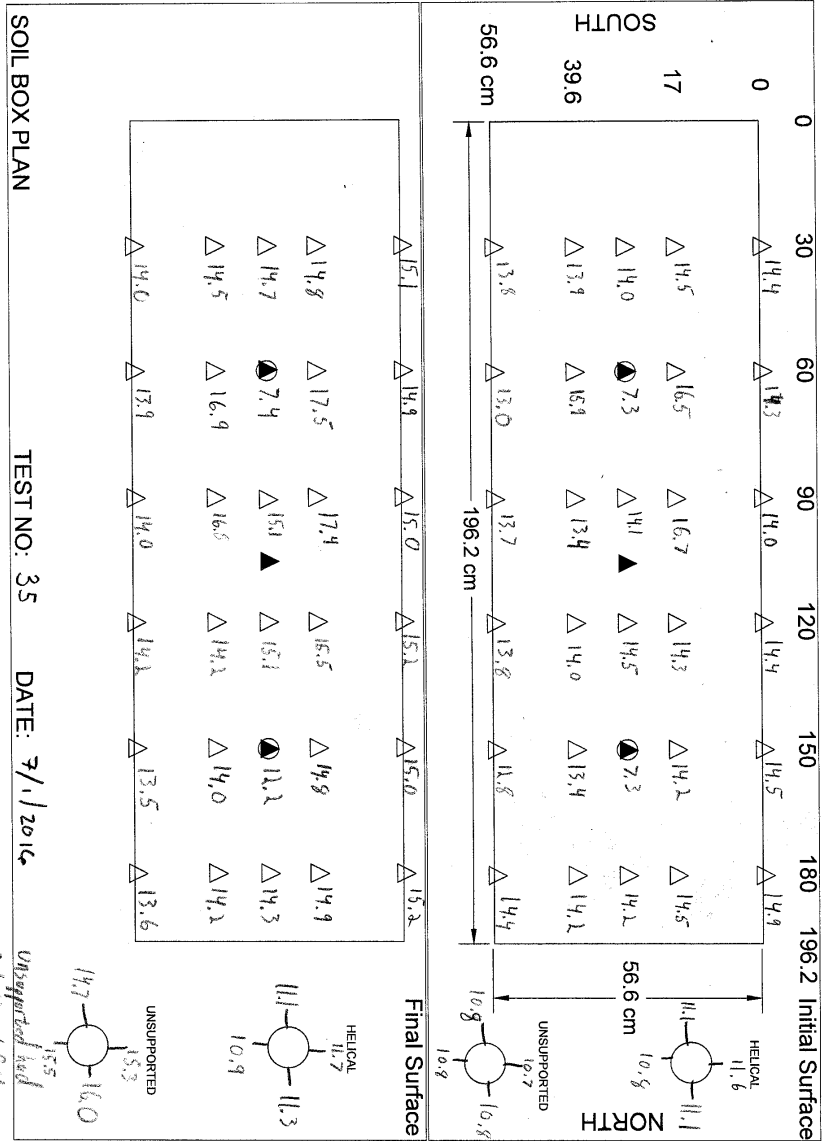 0 30 60 90 120 150 180 196.2 Initial Surface
0 14.4 14.0 14.4 14.5 14.9
17 14.5 16.5 16.7 14.3 14.2 14.5
14.0 7.3 14.1 14.5 7.3 14.2
39.6 13.9 15.9 13.4 14.0 13.4 14.2
56.6 cm 13.8 13.0 13.7 13.8 12.8 14.4
SOUTH
196.2 cm
56.6 cm
NORTH
HELICAL
11.6
11.1 11.1
10.8
UNSUPPORTED
10.7
10.8 10.8
10.8
Final Surface
15.1 14.9 15.0 15.2 15.0 15.2
14.8 17.5 17.4 15.5 14.8 14.9
14.7 7.4 15.1 15.1 12.2 14.3
14.5 16.9 14.2 14.0 14.2
14.0 13.9 14.0 14.2 13.5 13.6
HELICAL
11.7
11.1 11.3
10.9
UNSUPPORTED
15.3
14.7 16.0
15.5
Unsupported had
SOIL BOX PLAN TEST NO: 35 DATE: 7/1/2016